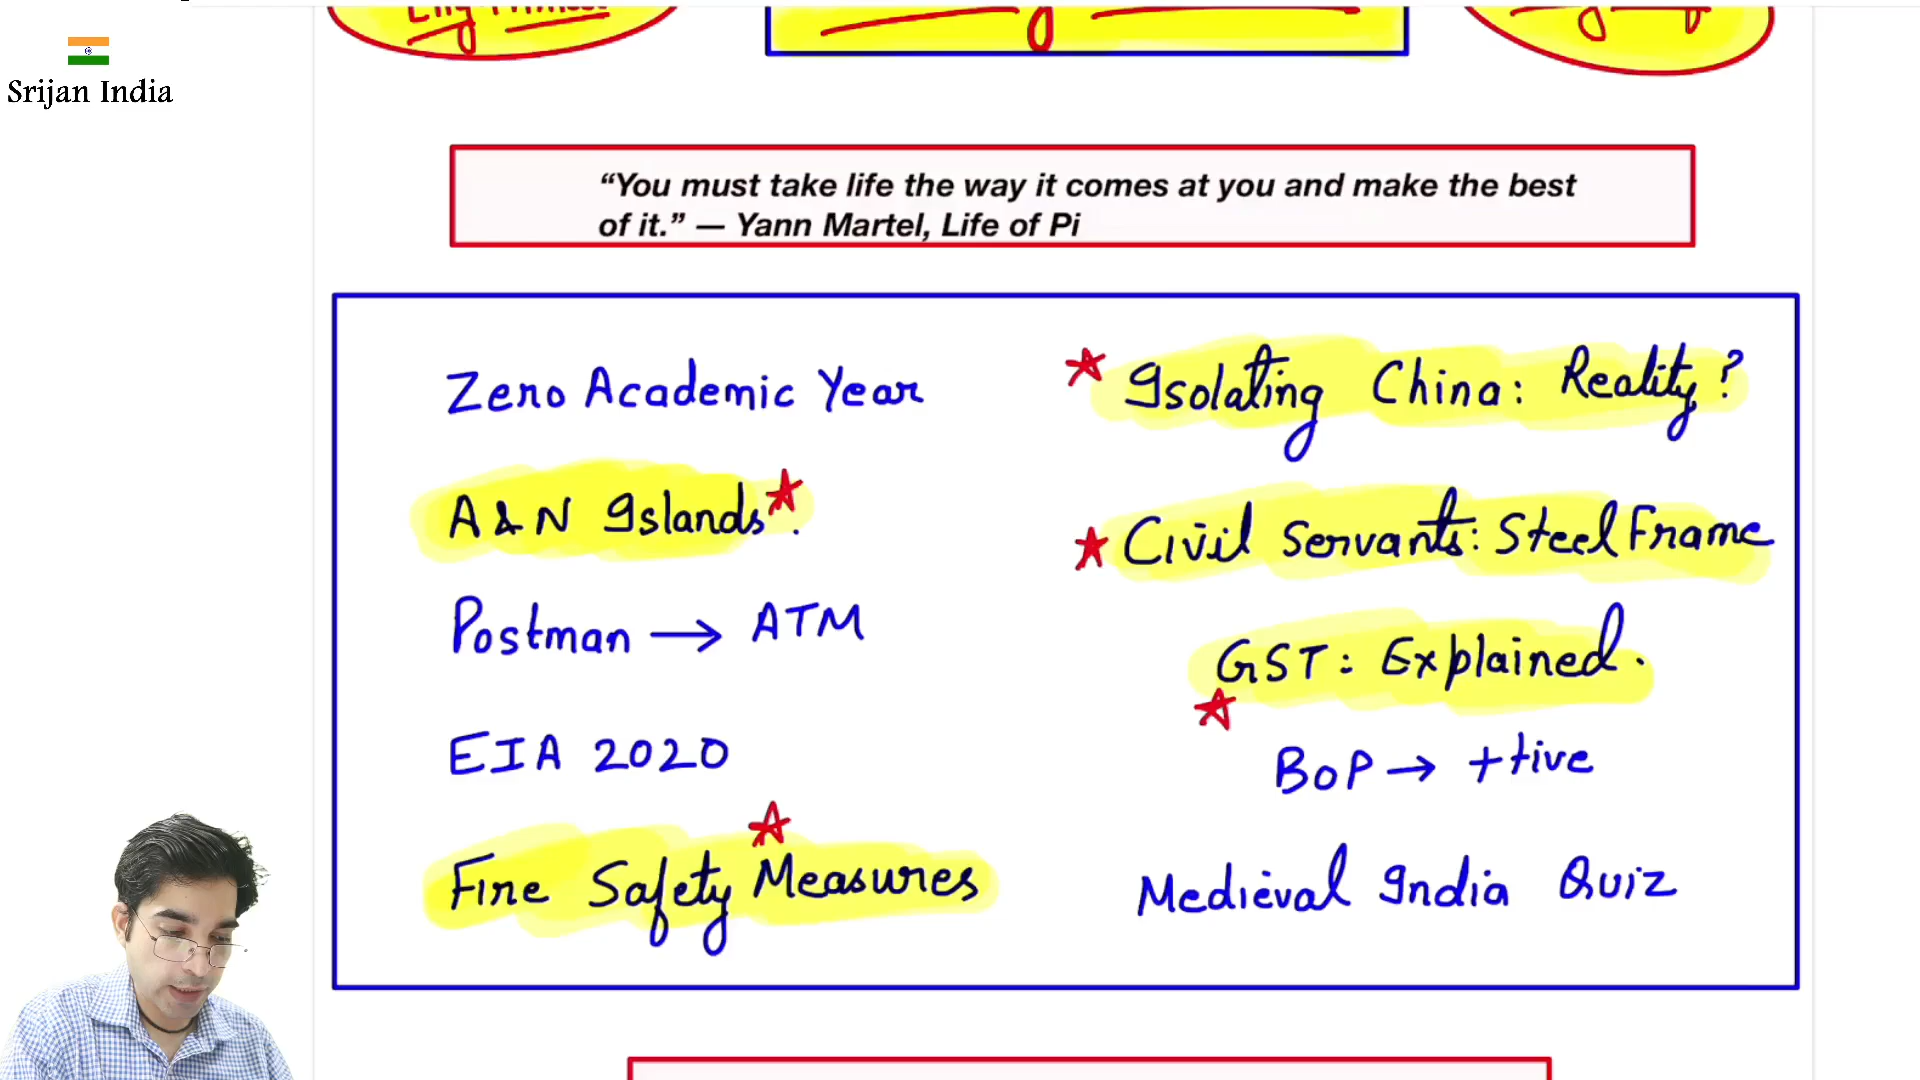 Srijan India
“You must take life the way it comes at you and make the best
of it.” — Yann Martel, Life of Pi
Zero Academic Year
A & N Islands.
Postman → ATM
EIA 2020
Fire Safety Measures
Isolating China: Reality?
Civil Servants: Steel Frame
GST: Explained.
BoP → +tive
Medieval India Quiz